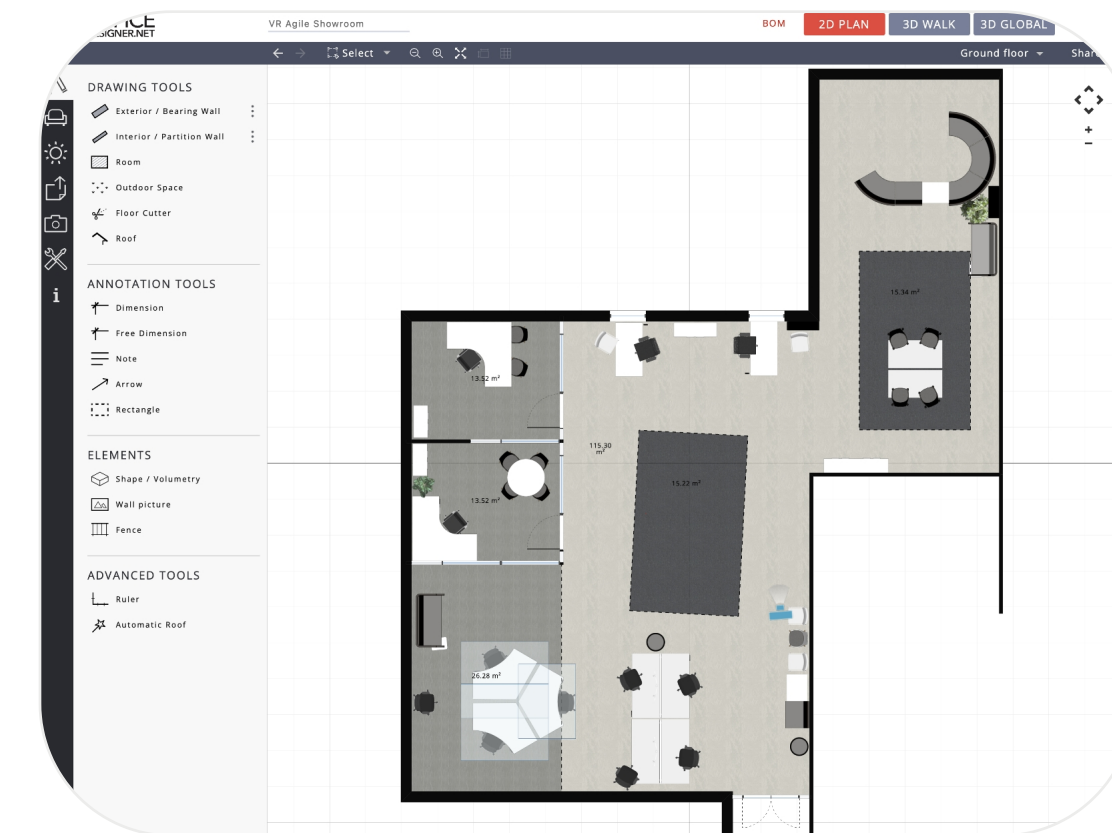 SIGNER.NET
VR Agile Showroom
BOM
2D PLAN
3D WALK
3D GLOBAL
Select
Ground floor
DRAWING TOOLS
Exterior / Bearing Wall
Interior / Partition Wall
Room
Outdoor Space
Floor Cutter
Roof
ANNOTATION TOOLS
Dimension
Free Dimension
Note
Arrow
Rectangle
ELEMENTS
Shape / Volumetry
Wall picture
Fence
ADVANCED TOOLS
Ruler
Automatic Roof
15.34 m²
13.52 m²
115.30
m²
15.22 m²
13.52 m²
26.28 m²